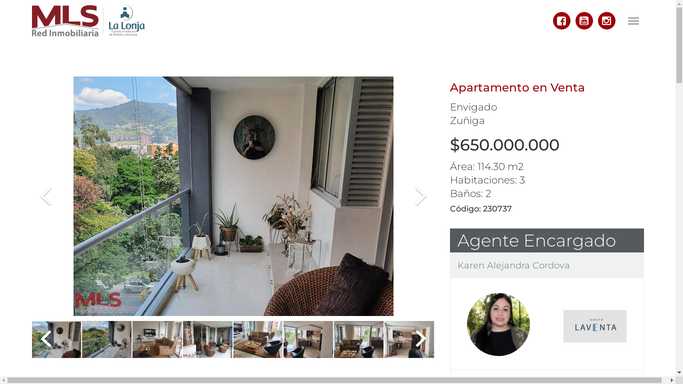 MLS
Red Inmobiliaria
La Lonja
Apartamento en Venta
Envigado
Zuñiga
$650.000.000
Área: 114.30 m2
Habitaciones: 3
Baños: 2
Código: 230737
Agente Encargado
Karen Alejandra Cordova
MLS
LAVENTA